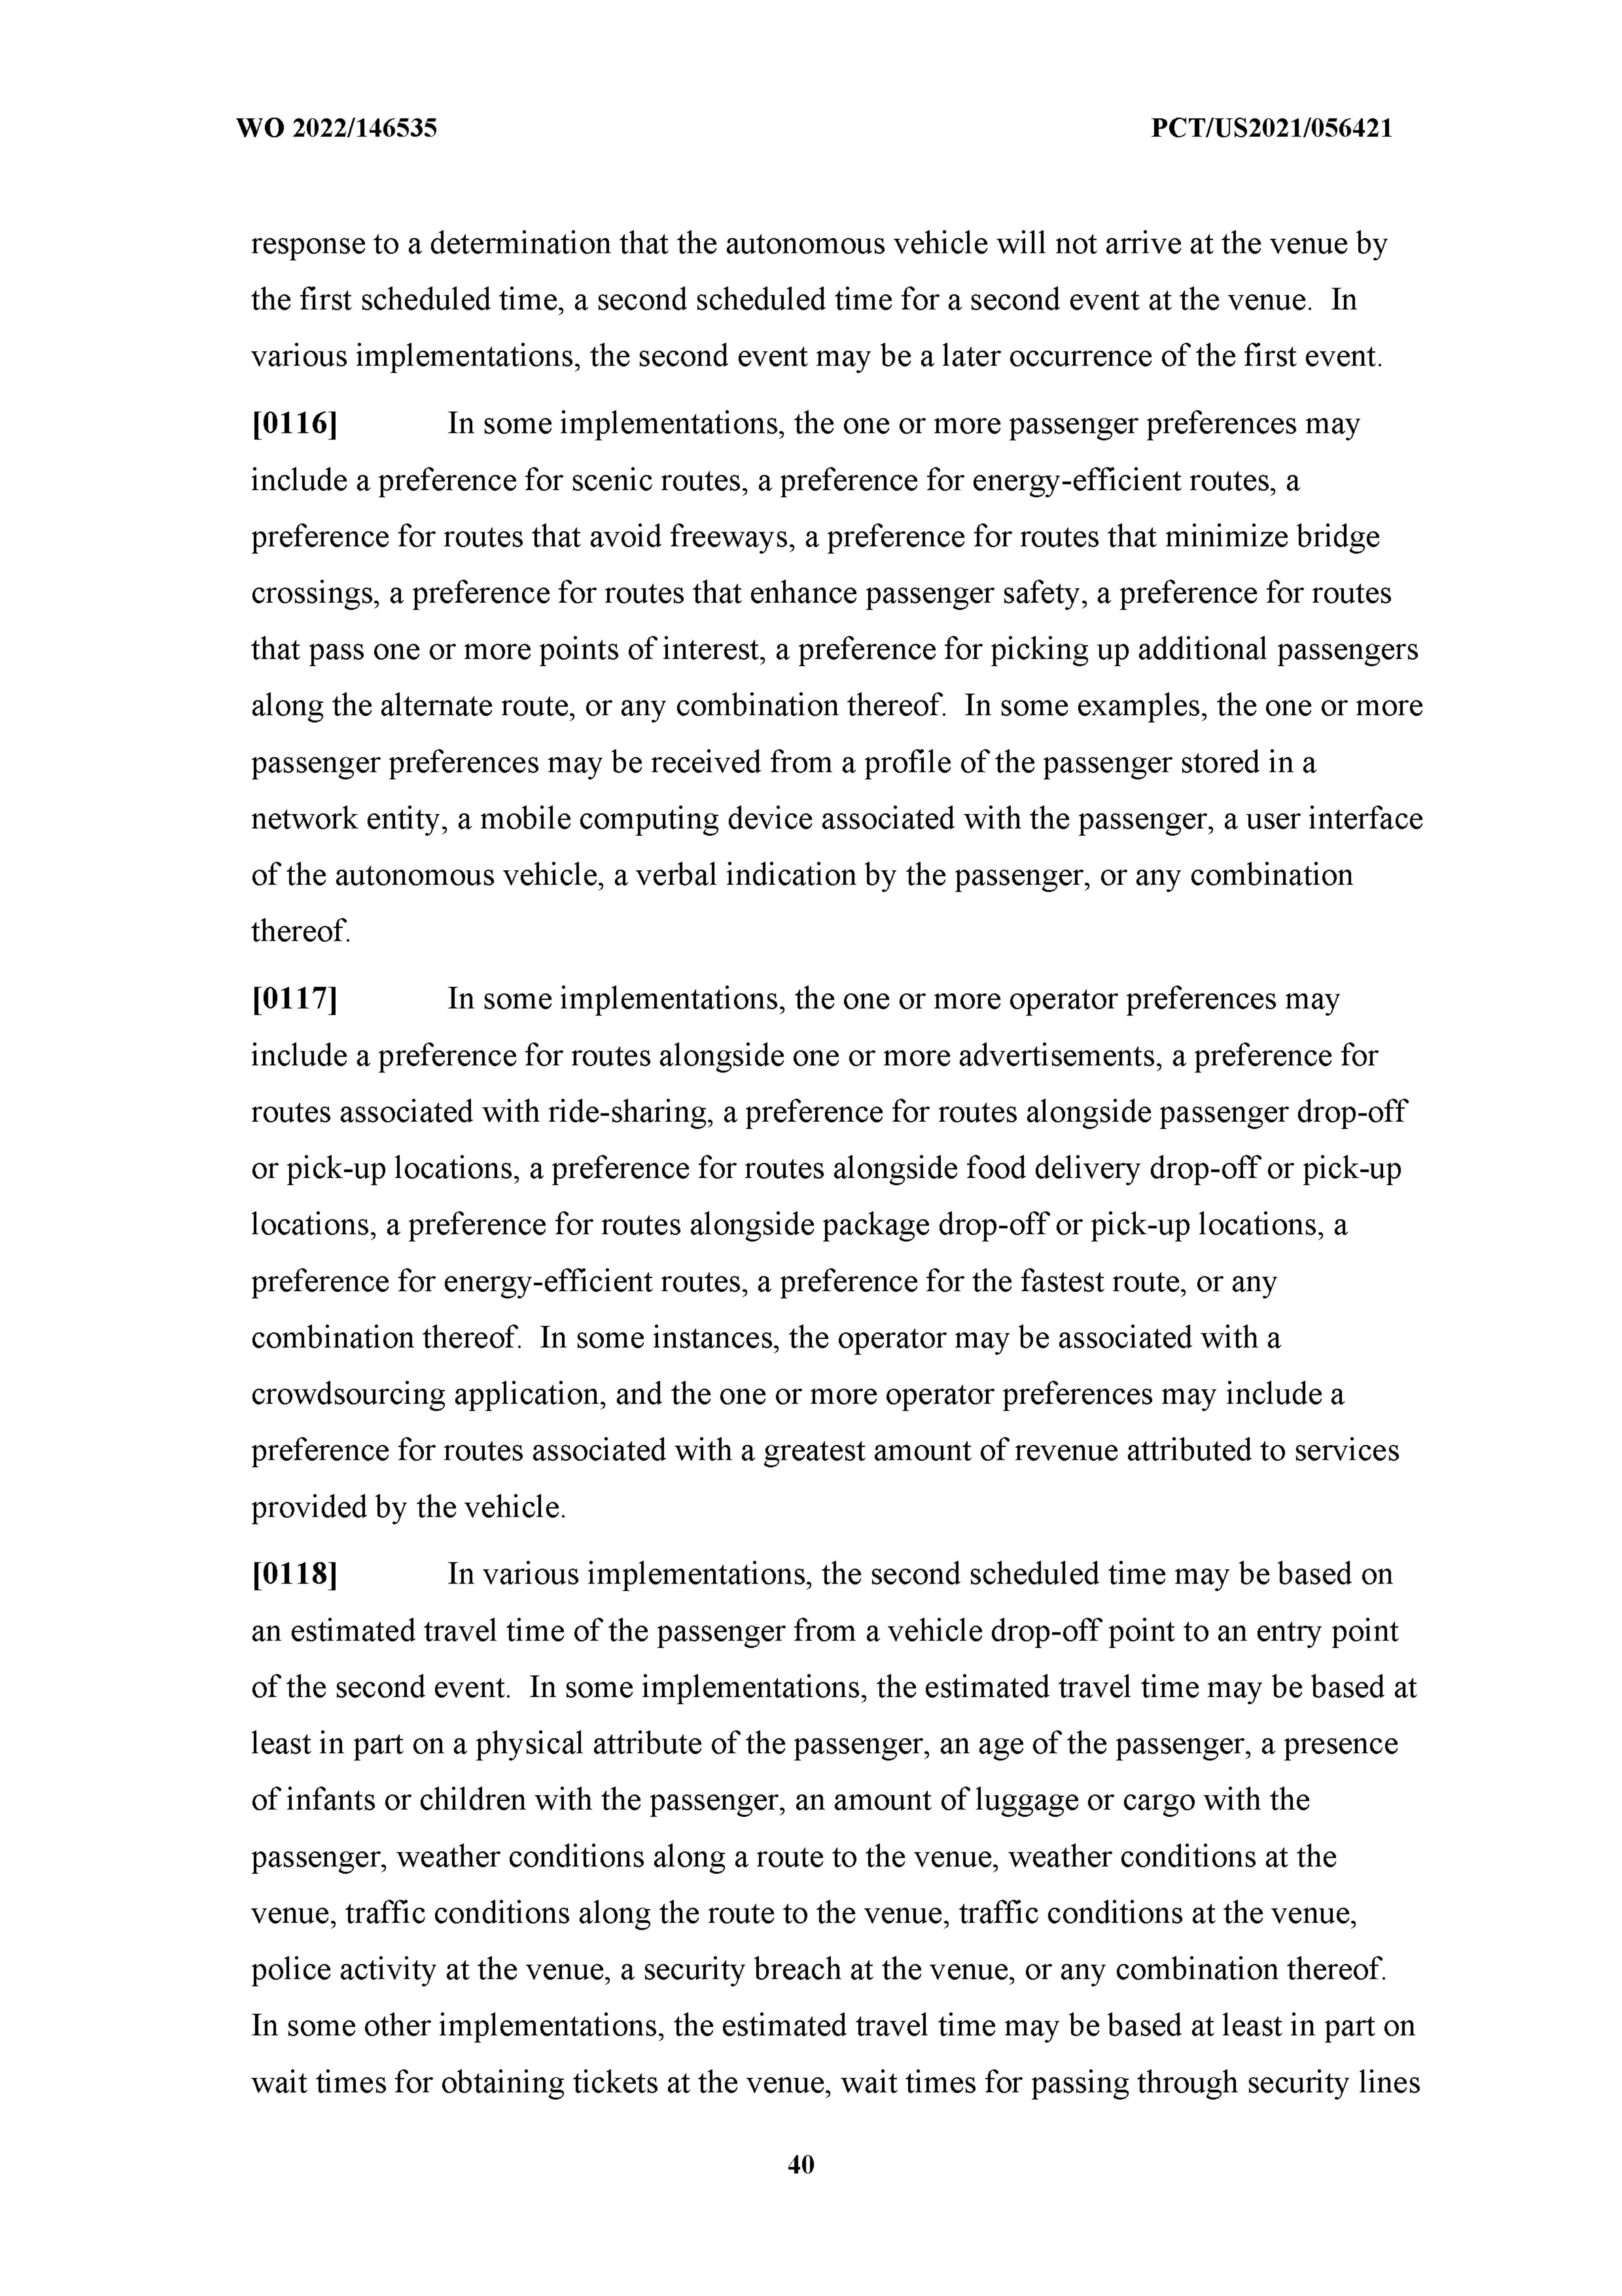 WO 2022/146535
PCT/US2021/056421
response to a determination that the autonomous vehicle will not arrive at the venue by
the first scheduled time, a second scheduled time for a second event at the venue.  In
various implementations, the second event may be a later occurrence of the first event.
[0116] In some implementations, the one or more passenger preferences may
include a preference for scenic routes, a preference for energy-efficient routes, a
preference for routes that avoid freeways, a preference for routes that minimize bridge
crossings, a preference for routes that enhance passenger safety, a preference for routes
that pass one or more points of interest, a preference for picking up additional passengers
along the alternate route, or any combination thereof.  In some examples, the one or more
passenger preferences may be received from a profile of the passenger stored in a
network entity, a mobile computing device associated with the passenger, a user interface
of the autonomous vehicle, a verbal indication by the passenger, or any combination
thereof.
[0117] In some implementations, the one or more operator preferences may
include a preference for routes alongside one or more advertisements, a preference for
routes associated with ride-sharing, a preference for routes alongside passenger drop-off
or pick-up locations, a preference for routes alongside food delivery drop-off or pick-up
locations, a preference for routes alongside package drop-off or pick-up locations, a
preference for energy-efficient routes, a preference for the fastest route, or any
combination thereof.  In some instances, the operator may be associated with a
crowdsourcing application, and the one or more operator preferences may include a
preference for routes associated with a greatest amount of revenue attributed to services
provided by the vehicle.
[0118] In various implementations, the second scheduled time may be based on
an estimated travel time of the passenger from a vehicle drop-off point to an entry point
of the second event.  In some implementations, the estimated travel time may be based at
least in part on a physical attribute of the passenger, an age of the passenger, a presence
of infants or children with the passenger, an amount of luggage or cargo with the
passenger, weather conditions along a route to the venue, weather conditions at the
venue, traffic conditions along the route to the venue, traffic conditions at the venue,
police activity at the venue, a security breach at the venue, or any combination thereof.
In some other implementations, the estimated travel time may be based at least in part on
wait times for obtaining tickets at the venue, wait times for passing through security lines
40